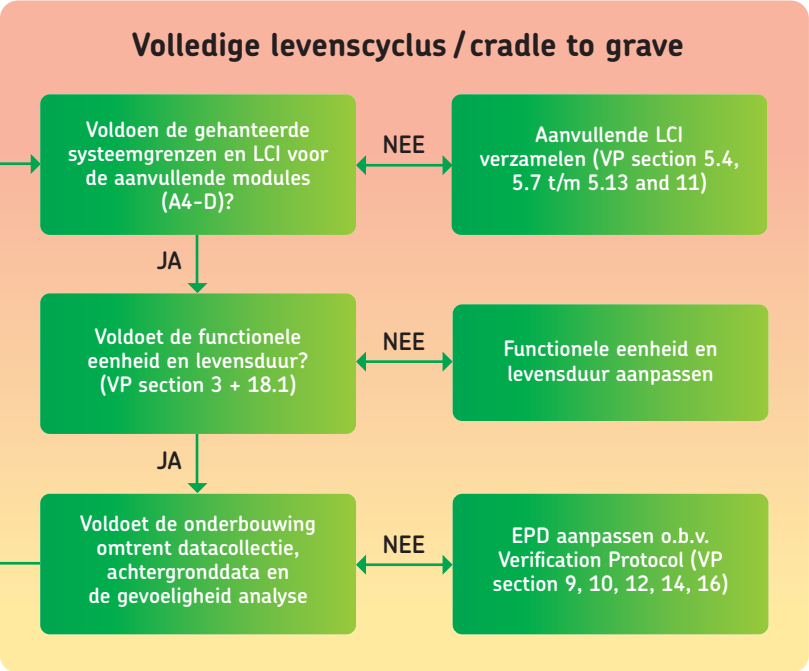 Volledige levenscyclus / cradle to grave
Voldoen de gehanteerde
systeemgrenzen en LCI voor
de aanvullende modules
(A4-D)?
NEE
Aanvullende LCI
verzamelen (VP section 5.4,
5.7 t/m 5.13 and 11)
JA
Voldoet de functionele
eenheid en levensduur?
(VP section 3 + 18.1)
NEE
Functionele eenheid en
levensduur aanpassen
JA
Voldoet de onderbouwing
omtrent datacollectie,
achtergronddata en
de gevoeligheid analyse
NEE
EPD aanpassen o.b.v.
Verification Protocol (VP
section 9, 10, 12, 14, 16)